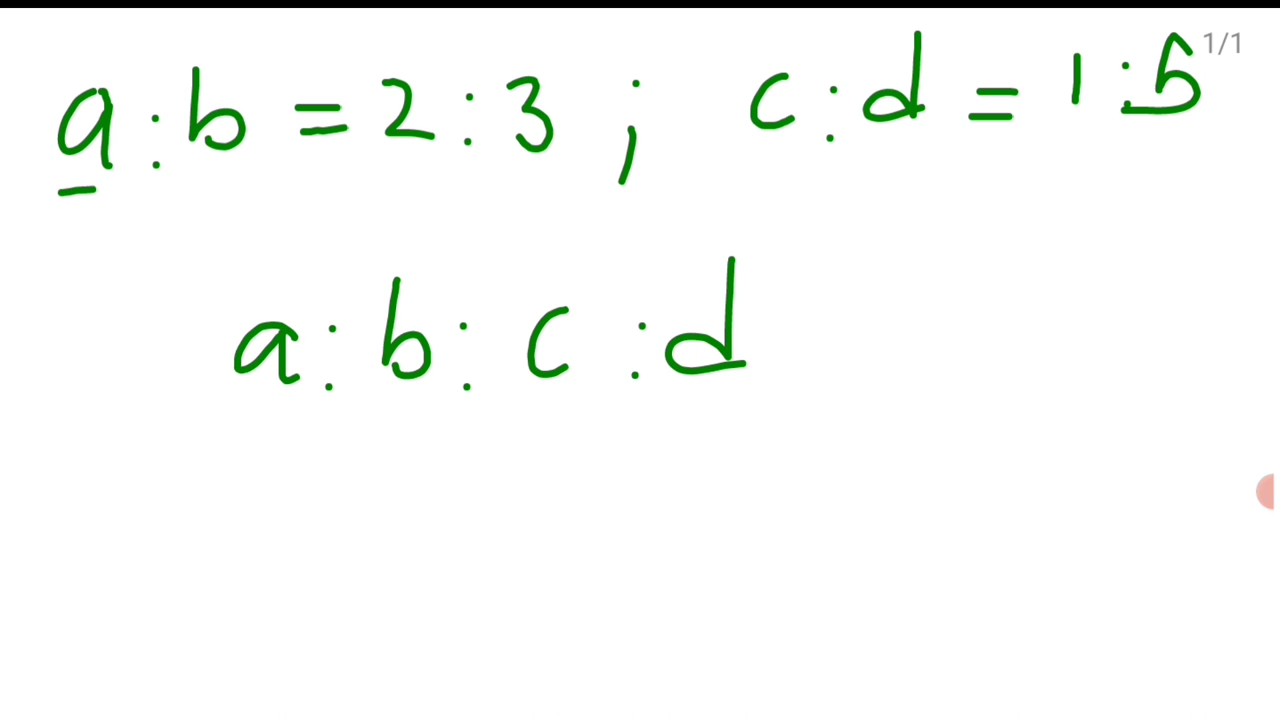 a : b = 2 : 3 ; c : d = 1 : 5
1/1
a : b : c : d